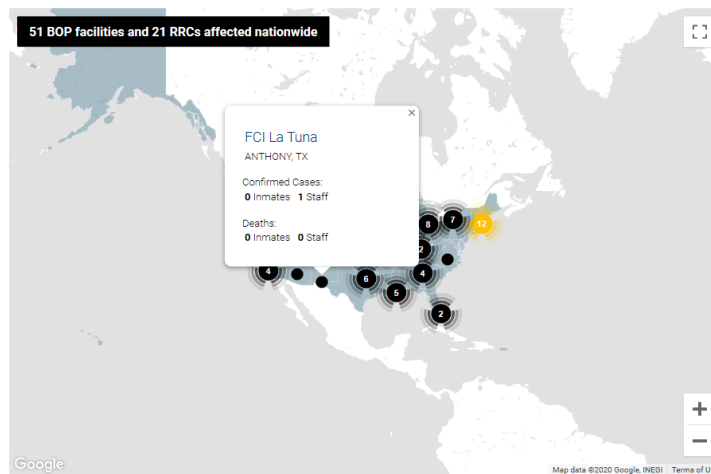 51 BOP facilities and 21 RRCs affected nationwide
FCI La Tuna
ANTHONY, TX
Confirmed Cases:
0 Inmates 1 Staff
Deaths:
0 Inmates 0 Staff
8
7
12
2
4
6
4
5
2
Google
Map data ©2020 Google, INEGI
Terms of U